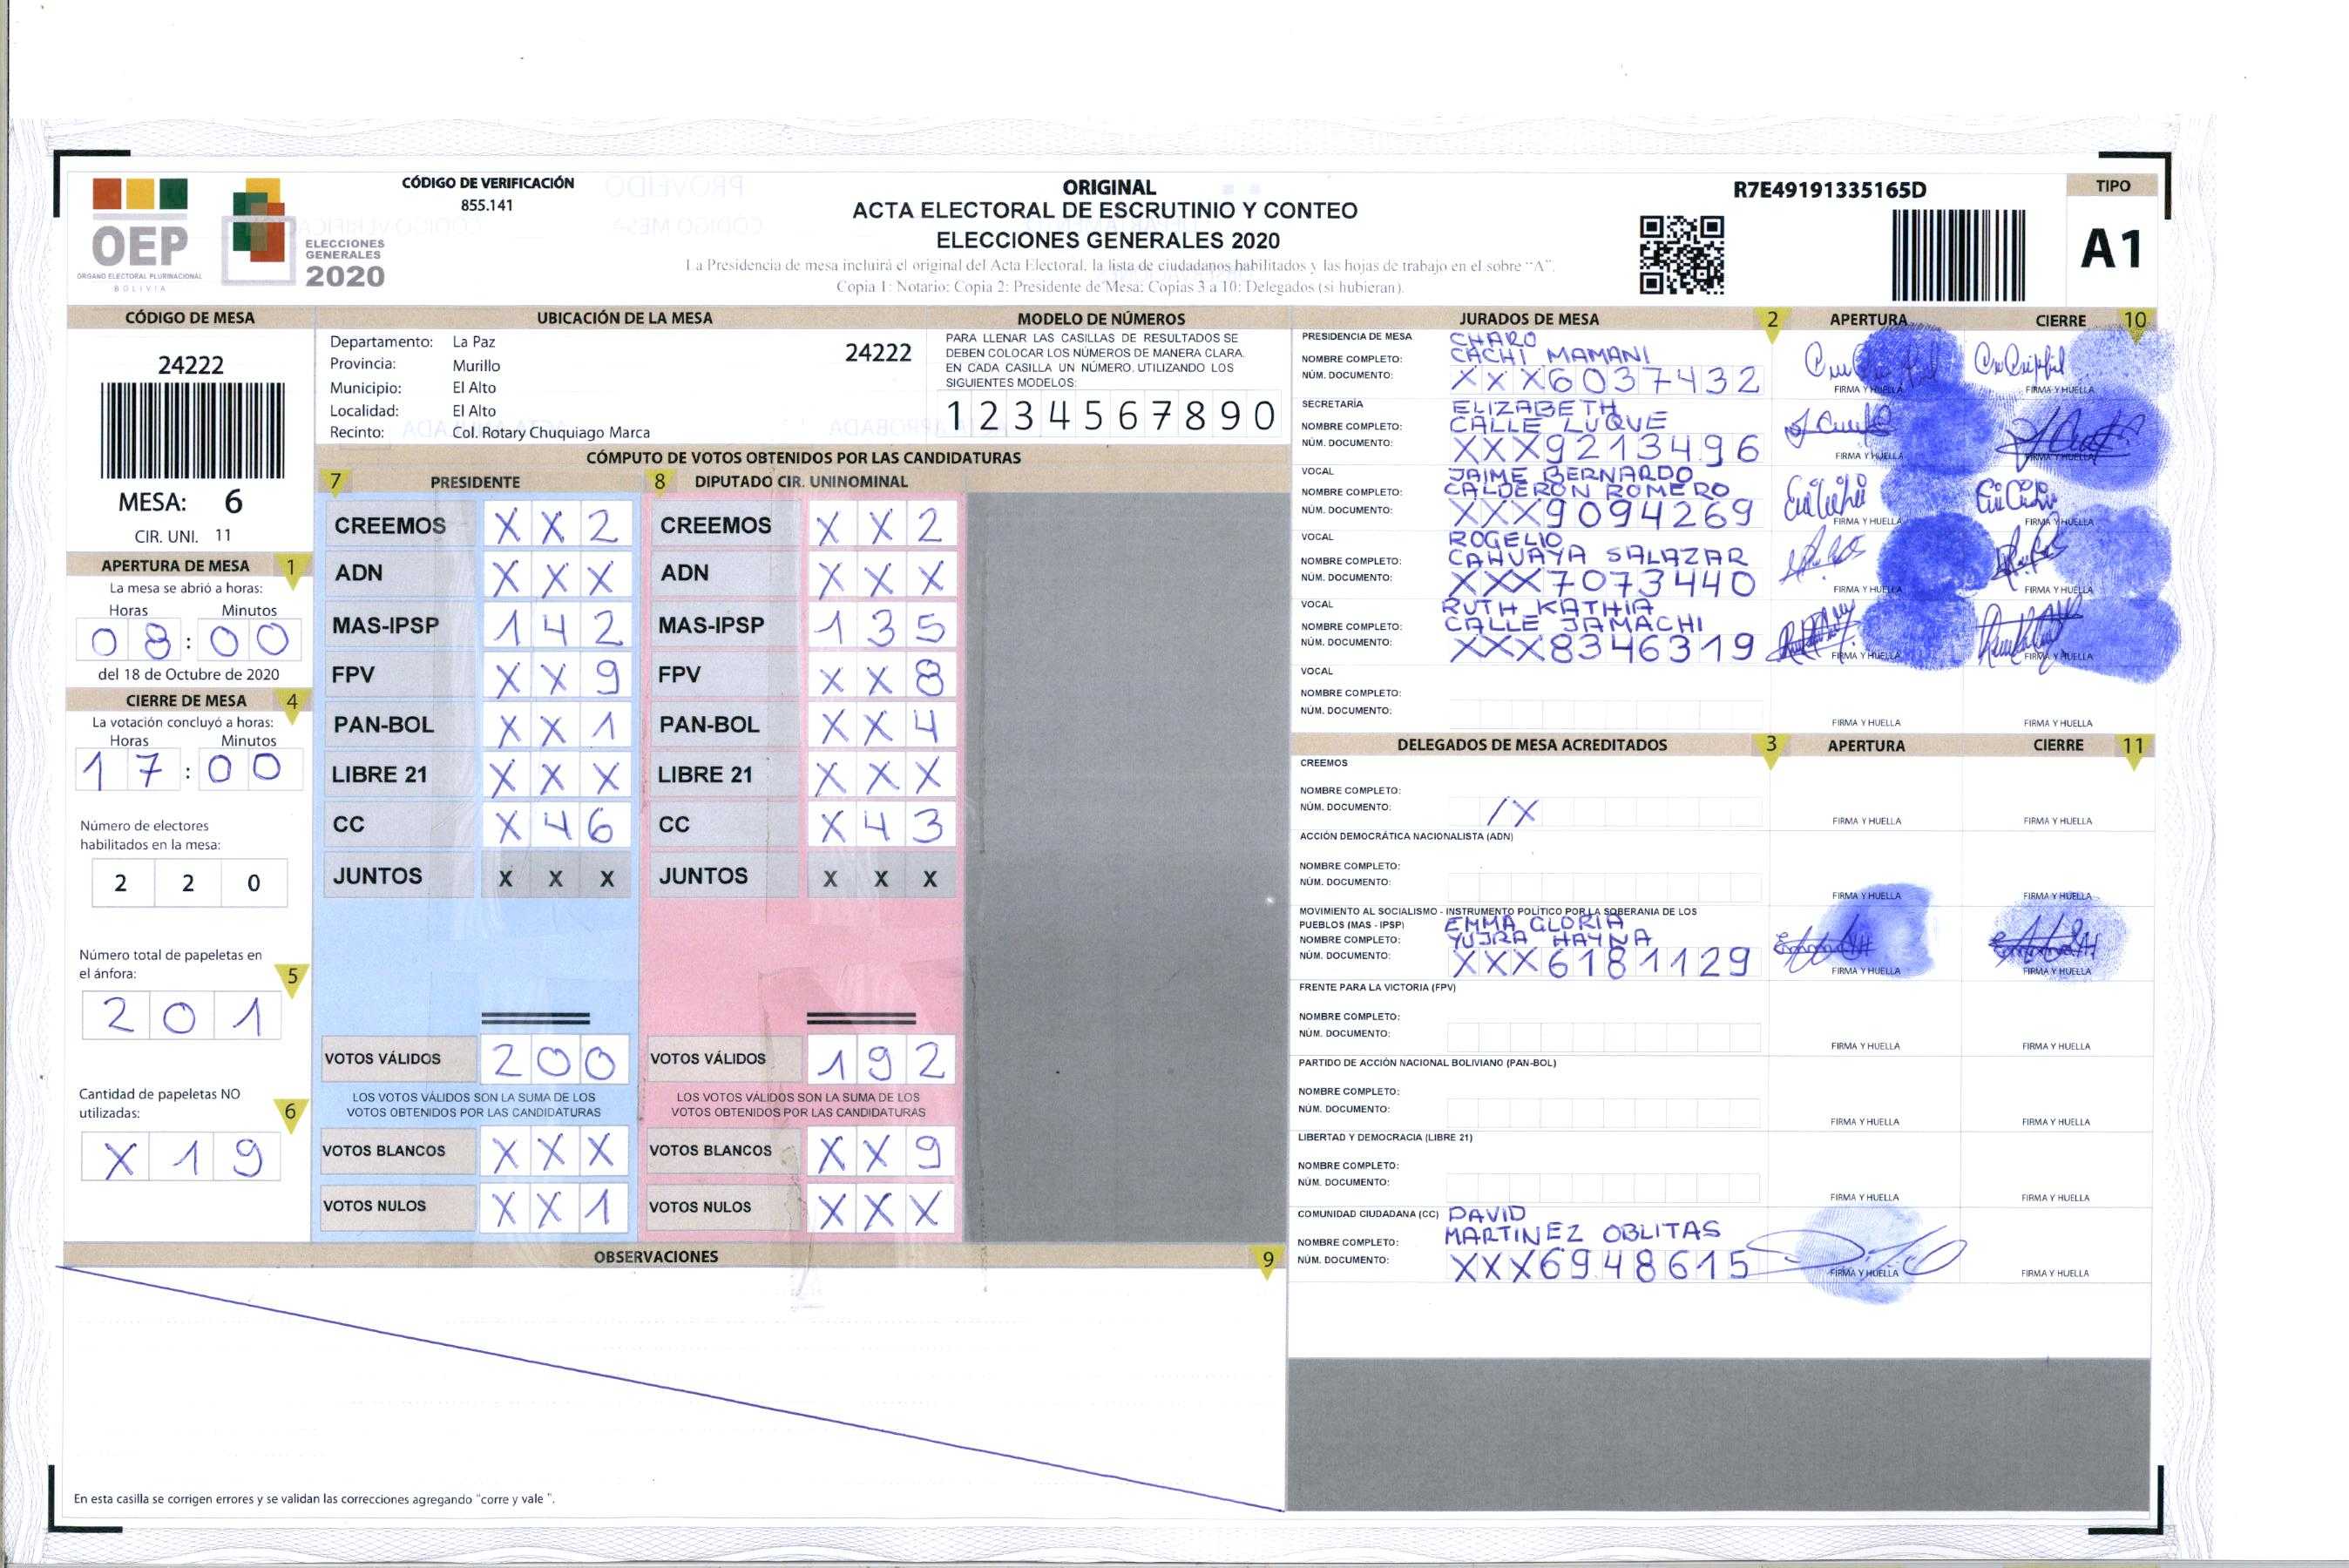 CÓDIGO DE VERIFICACIÓN
855.141
OEP
ÓRGANO ELECTORAL PLURINACIONAL
BOLIVIA
ELECCIONES
GENERALES
2020
ORIGINAL
ACTA ELECTORAL DE ESCRUTINIO Y CONTEO
ELECCIONES GENERALES 2020
La Presidencia de mesa incluirá el original del Acta Electoral, la lista de ciudadanos habilitados y las hojas de trabajo en el sobre "A".
Copia 1: Notario; Copia 2: Presidente de Mesa; Copias 3 a 10: Delegados (si hubieran).
R7E49191335165D
TIPO
A1
CÓDIGO DE MESA
24222
MESA: 6
CIR. UNI. 11
UBICACIÓN DE LA MESA
Departamento: La Paz
24222
Provincia: Murillo
Municipio: El Alto
Localidad: El Alto
Recinto: Col. Rotary Chuquiago Marca
MODELO DE NÚMEROS
PARA LLENAR LAS CASILLAS DE RESULTADOS SE
DEBEN COLOCAR LOS NÚMEROS DE MANERA CLARA.
EN CADA CASILLA UN NÚMERO, UTILIZANDO LOS
SIGUIENTES MODELOS:
1 2 3 4 5 6 7 8 9 0
APERTURA DE MESA 1
La mesa se abrió a horas:
Horas Minutos
0 8 : 0 0
del 18 de Octubre de 2020
CIERRE DE MESA 4
La votación concluyó a horas:
Horas Minutos
1 7 : 0 0
Número de electores
habilitados en la mesa:
2 2 0
Número total de papeletas en
el ánfora: 5
2 0 1
Cantidad de papeletas NO
utilizadas: 6
X 1 9
CÓMPUTO DE VOTOS OBTENIDOS POR LAS CANDIDATURAS
7 PRESIDENTE 8 DIPUTADO CIR. UNINOMINAL
CREEMOS X X 2 CREEMOS X X 2
ADN X X X ADN X X X
MAS-IPSP 1 4 2 MAS-IPSP 1 3 5
FPV X X 9 FPV X X 8
PAN-BOL X X 1 PAN-BOL X X 4
LIBRE 21 X X X LIBRE 21 X X X
CC X 4 6 CC X 4 3
JUNTOS X X X JUNTOS X X X
VOTOS VÁLIDOS 2 0 0 VOTOS VÁLIDOS 1 9 2
LOS VOTOS VÁLIDOS SON LA SUMA DE LOS LOS VOTOS VÁLIDOS SON LA SUMA DE LOS
VOTOS OBTENIDOS POR LAS CANDIDATURAS VOTOS OBTENIDOS POR LAS CANDIDATURAS
VOTOS BLANCOS X X X VOTOS BLANCOS X X 9
VOTOS NULOS X X 1 VOTOS NULOS X X X
OBSERVACIONES 9
En esta casilla se corrigen errores y se validan las correcciones agregando "corre y vale ".
JURADOS DE MESA 2 APERTURA CIERRE 10
PRESIDENCIA DE MESA CHARO
NOMBRE COMPLETO: CACHI MAMANI
NÚM. DOCUMENTO: XXX6037432
FIRMA Y HUELLA FIRMA Y HUELLA
SECRETARÍA ELIZABETH
NOMBRE COMPLETO: CALLE LUQUE
NÚM. DOCUMENTO: XXX9213496
FIRMA Y HUELLA FIRMA Y HUELLA
VOCAL JAIME BERNARDO
NOMBRE COMPLETO: CALDERON ROMERO
NÚM. DOCUMENTO: XXX9094269
FIRMA Y HUELLA FIRMA Y HUELLA
VOCAL ROGELIO
NOMBRE COMPLETO: CAHUAYA SALAZAR
NÚM. DOCUMENTO: XXX7073440
FIRMA Y HUELLA FIRMA Y HUELLA
VOCAL RUTH KATHIA
NOMBRE COMPLETO: CALLE JAMACHI
NÚM. DOCUMENTO: XXX8346319
FIRMA Y HUELLA FIRMA Y HUELLA
VOCAL
NOMBRE COMPLETO:
NÚM. DOCUMENTO:
FIRMA Y HUELLA FIRMA Y HUELLA
DELEGADOS DE MESA ACREDITADOS 3 APERTURA CIERRE 11
CREEMOS
NOMBRE COMPLETO:
NÚM. DOCUMENTO: / X
FIRMA Y HUELLA FIRMA Y HUELLA
ACCIÓN DEMOCRÁTICA NACIONALISTA (ADN)
NOMBRE COMPLETO:
NÚM. DOCUMENTO:
FIRMA Y HUELLA FIRMA Y HUELLA
MOVIMIENTO AL SOCIALISMO - INSTRUMENTO POLÍTICO POR LA SOBERANIA DE LOS
PUEBLOS (MAS - IPSP) EMMA GLORIA
NOMBRE COMPLETO: YUJRA HAYNA
NÚM. DOCUMENTO: XXX6181129
FIRMA Y HUELLA FIRMA Y HUELLA
FRENTE PARA LA VICTORIA (FPV)
NOMBRE COMPLETO:
NÚM. DOCUMENTO:
FIRMA Y HUELLA FIRMA Y HUELLA
PARTIDO DE ACCIÓN NACIONAL BOLIVIANO (PAN-BOL)
NOMBRE COMPLETO:
NÚM. DOCUMENTO:
FIRMA Y HUELLA FIRMA Y HUELLA
LIBERTAD Y DEMOCRACIA (LIBRE 21)
NOMBRE COMPLETO:
NÚM. DOCUMENTO:
FIRMA Y HUELLA FIRMA Y HUELLA
COMUNIDAD CIUDADANA (CC) DAVID
NOMBRE COMPLETO: MARTINEZ OBLITAS
NÚM. DOCUMENTO: XXX6948615
FIRMA Y HUELLA FIRMA Y HUELLA